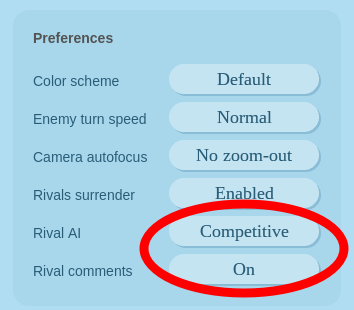 Preferences
Color scheme Default
Enemy turn speed Normal
Camera autofocus No zoom-out
Rivals surrender Enabled
Rival AI Competitive
Rival comments On